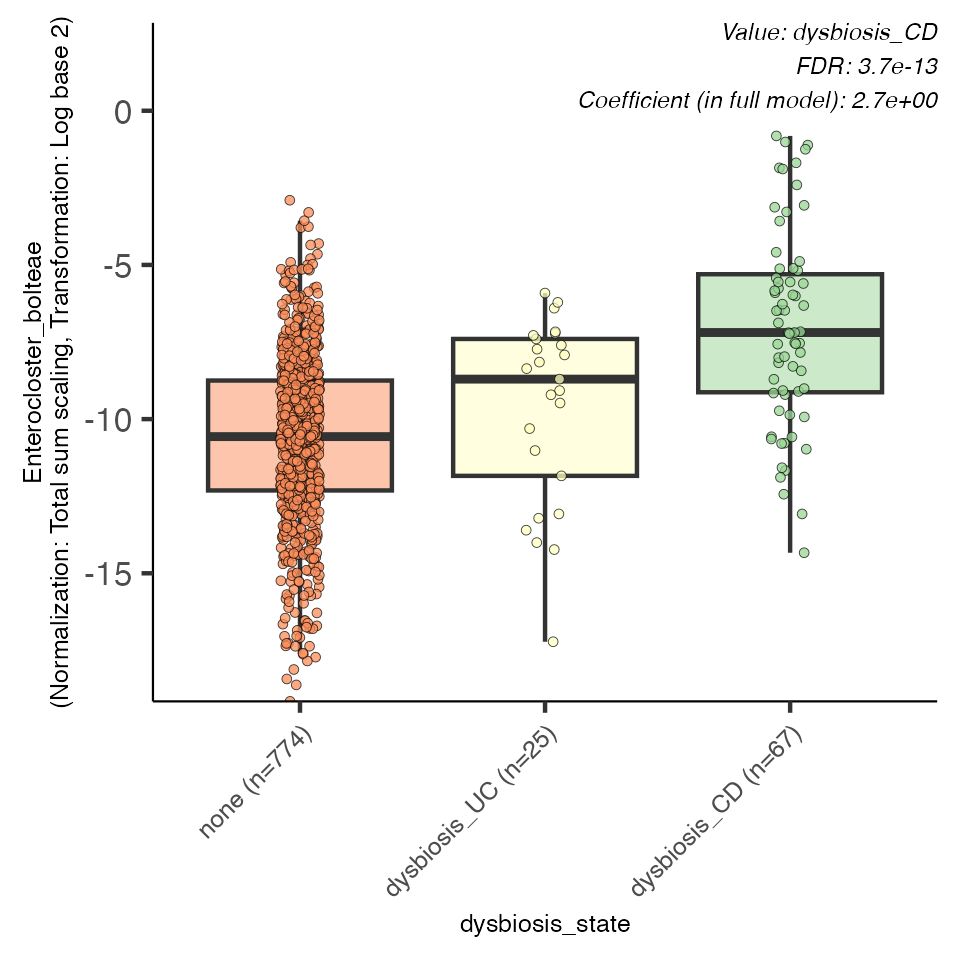 Value: dysbiosis_CD
FDR: 3.7e-13
Coefficient (in full model): 2.7e+00
Enterocloster_bolteae
(Normalization: Total sum scaling, Transformation: Log base 2)
0
-5
-10
-15
none (n=774)
dysbiosis_UC (n=25)
dysbiosis_CD (n=67)
dysbiosis_state